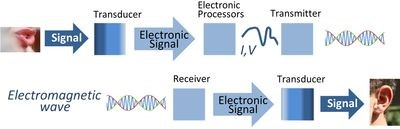 Electronic
Processors
Transducer
Transmitter
Signal
Electronic
Signal
I,V
Receiver
Transducer
Electromagnetic
wave
Electronic
Signal
Signal